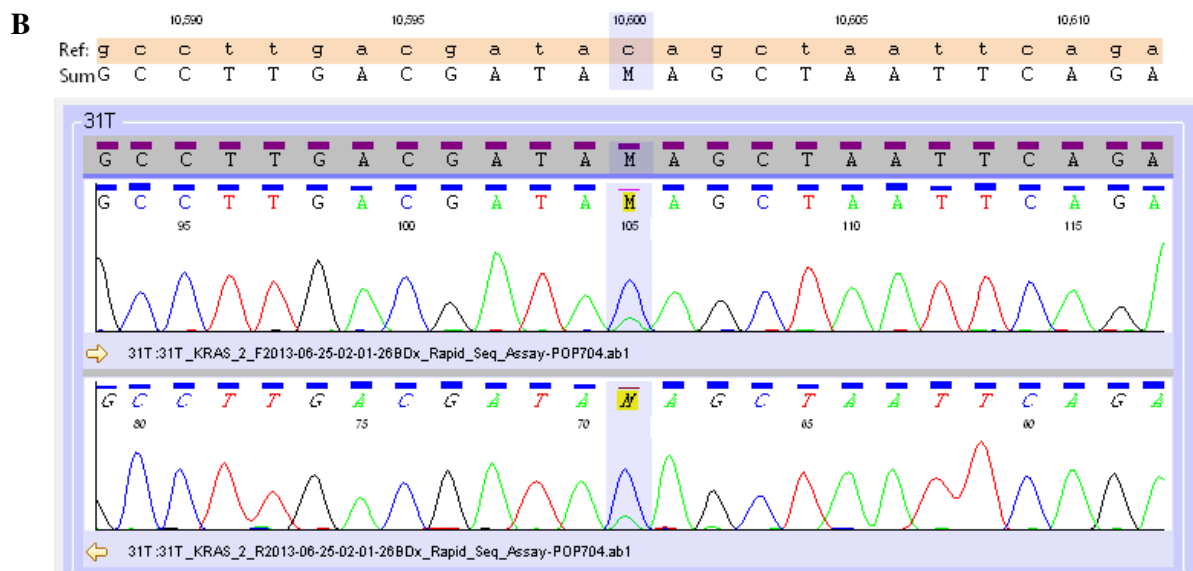 B
10,590 10,595 10,600 10,605 10,610
Ref: g c c t t g a c g a t a c a g c t a a t t c a g a
Sum G C C T T G A C G A T A M A G C T A A T T C A G A
31T
G C C T T G A C G A T A M A G C T A A T T C A G A
G C C T T G A C G A T A M A G C T A A T T C A G A
95 100 105 110 115
31T :31T_KRAS_2_F2013-06-25-02-01-26BDx_Rapid_Seq_Assay-POP704.ab1
G C C T T G A C G A T A N A G C T A A T T C A G A
80 75 70 65 60
31T :31T_KRAS_2_R2013-06-25-02-01-26BDx_Rapid_Seq_Assay-POP704.ab1